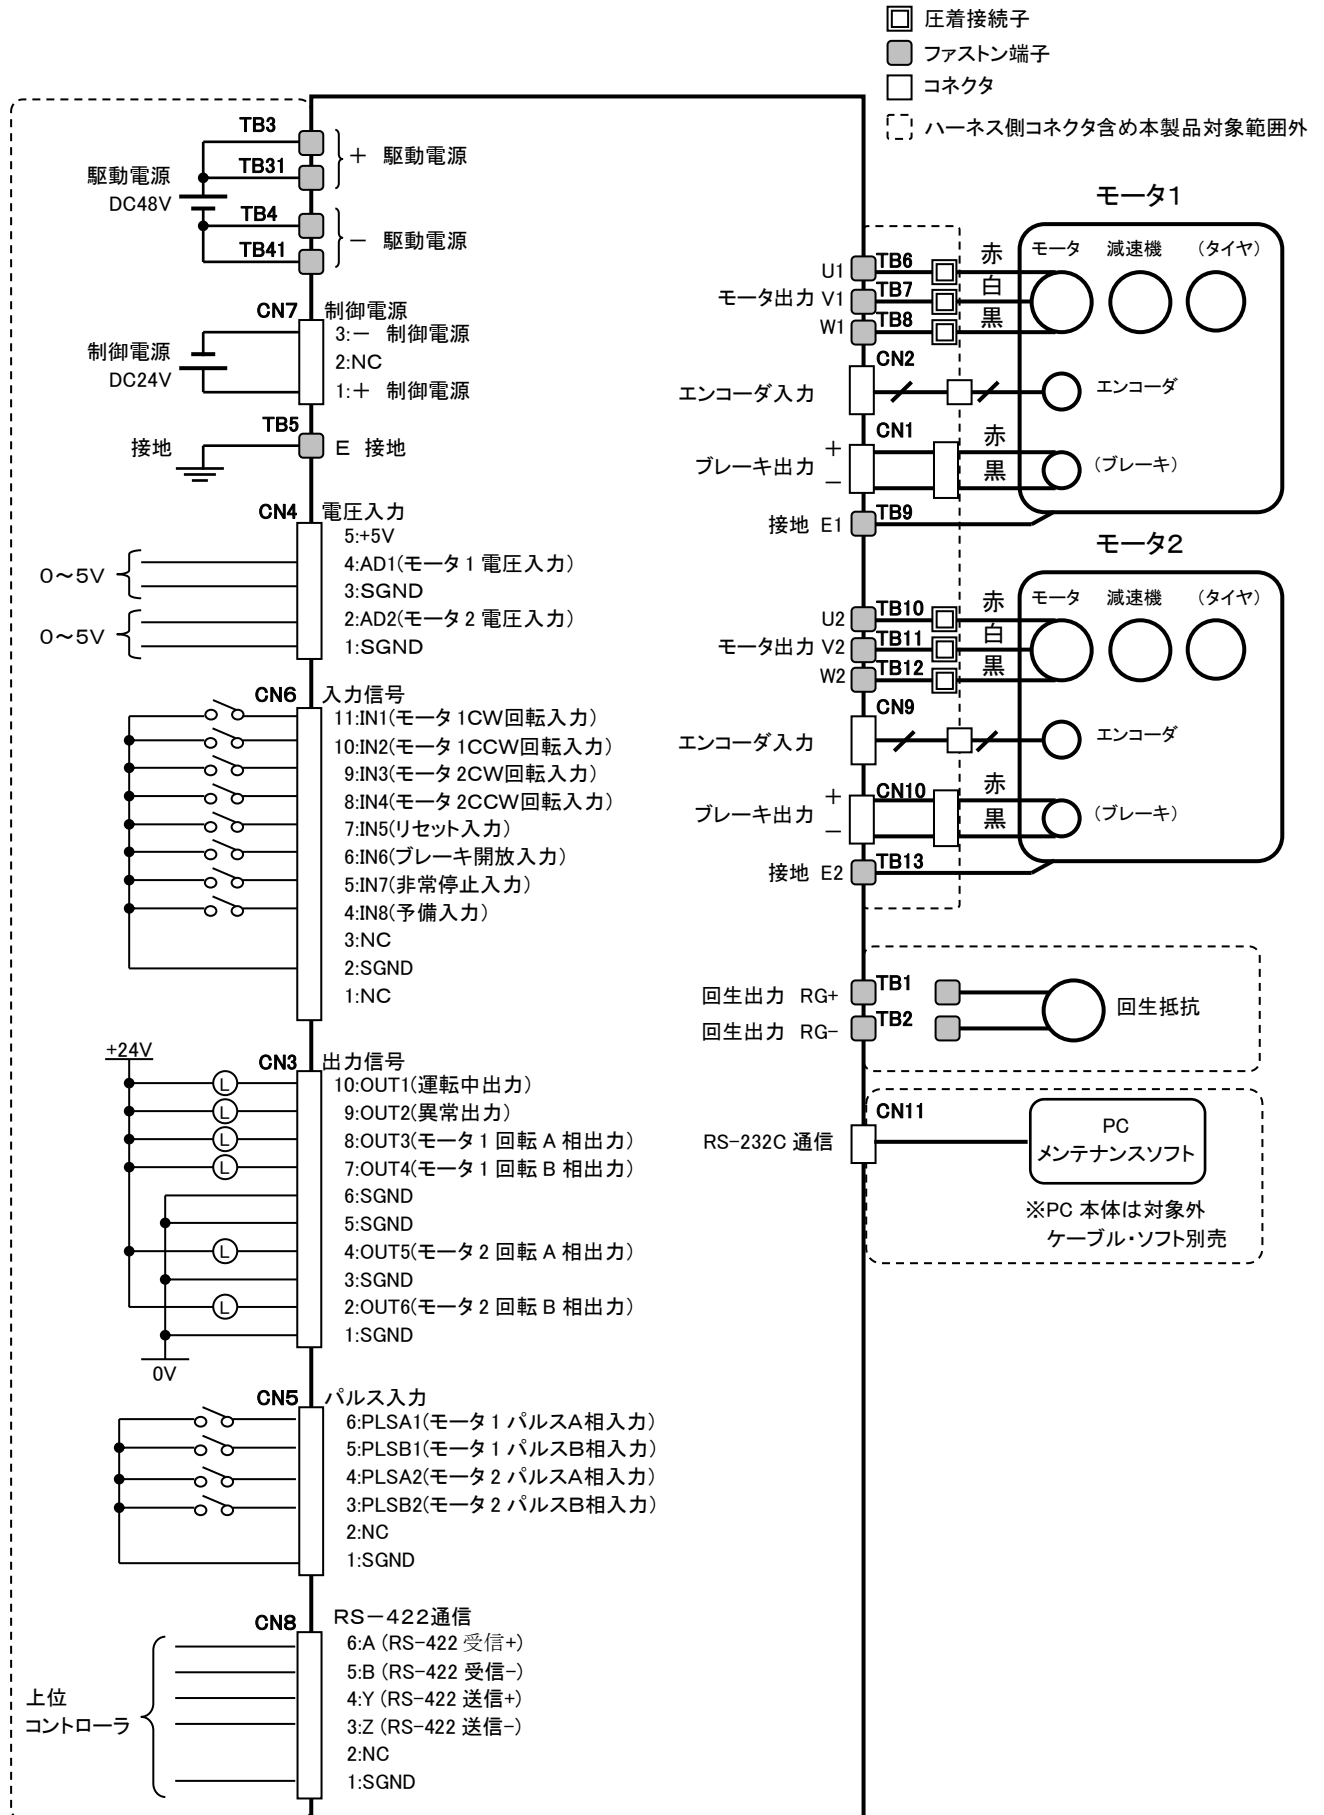 圧着接続子
ファストン端子
コネクタ
ハーネス側コネクタ含め本製品対象範囲外
TB3
TB31
+ 駆動電源
駆動電源
DC48V
TB4
TB41
− 駆動電源
CN7 制御電源
3:− 制御電源
2:NC
1:+ 制御電源
制御電源
DC24V
TB5
接地
E 接地
CN4 電圧入力
5:+5V
4:AD1(モータ1電圧入力)
3:SGND
2:AD2(モータ2電圧入力)
1:SGND
0~5V
0~5V
CN6 入力信号
11:IN1(モータ1CW回転入力)
10:IN2(モータ1CCW回転入力)
9:IN3(モータ2CW回転入力)
8:IN4(モータ2CCW回転入力)
7:IN5(リセット入力)
6:IN6(ブレーキ開放入力)
5:IN7(非常停止入力)
4:IN8(予備入力)
3:NC
2:SGND
1:NC
+24V
CN3 出力信号
L 10:OUT1(運転中出力)
L 9:OUT2(異常出力)
L 8:OUT3(モータ1回転A相出力)
L 7:OUT4(モータ1回転B相出力)
6:SGND
5:SGND
L 4:OUT5(モータ2回転A相出力)
3:SGND
L 2:OUT6(モータ2回転B相出力)
1:SGND
0V
CN5 パルス入力
6:PLSA1(モータ1パルスA相入力)
5:PLSB1(モータ1パルスB相入力)
4:PLSA2(モータ2パルスA相入力)
3:PLSB2(モータ2パルスB相入力)
2:NC
1:SGND
CN8 RS−422通信
6:A (RS-422 受信+)
5:B (RS-422 受信-)
4:Y (RS-422 送信+)
3:Z (RS-422 送信-)
2:NC
1:SGND
上位
コントローラ
モータ1
モータ 減速機 (タイヤ)
U1 TB6 赤
モータ出力 V1 TB7 白
W1 TB8 黒
CN2
エンコーダ入力
エンコーダ
CN1
ブレーキ出力
+ 赤
− 黒
(ブレーキ)
接地 E1 TB9
モータ2
モータ 減速機 (タイヤ)
U2 TB10 赤
モータ出力 V2 TB11 白
W2 TB12 黒
CN9
エンコーダ入力
エンコーダ
CN10
ブレーキ出力
+ 赤
− 黒
(ブレーキ)
接地 E2 TB13
回生出力 RG+ TB1
回生出力 RG- TB2
回生抵抗
CN11
RS-232C 通信
PC
メンテナンスソフト
※PC 本体は対象外
ケーブル・ソフト別売